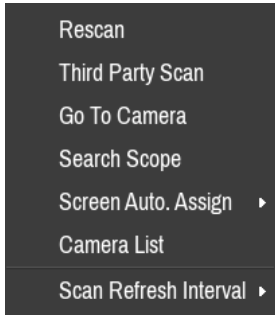 Rescan
Third Party Scan
Go To Camera
Search Scope
Screen Auto. Assign
Camera List
Scan Refresh Interval